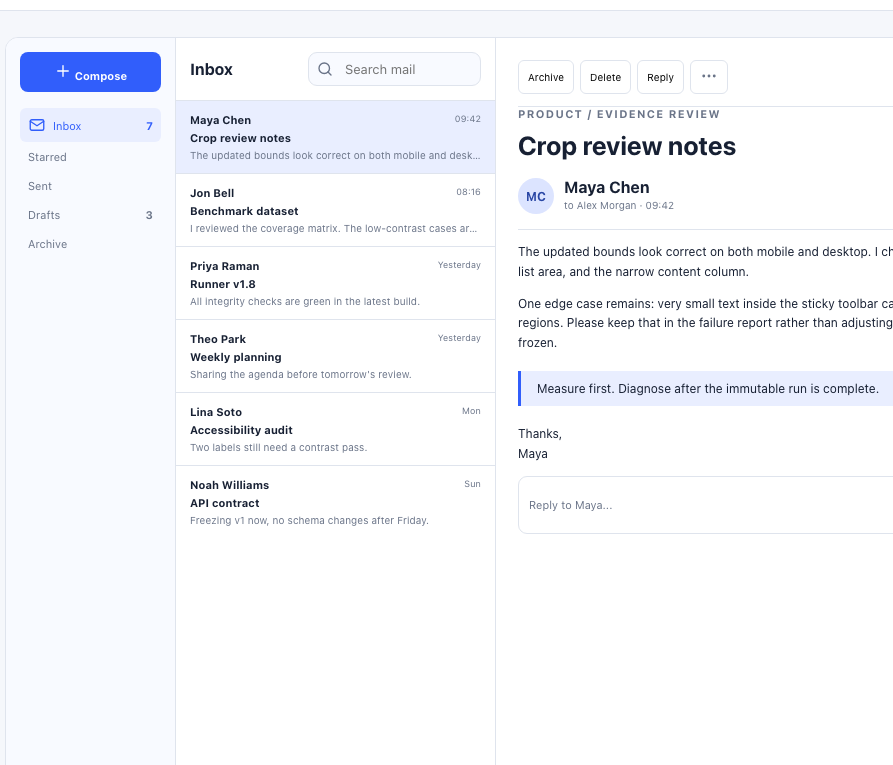 Compose
Inbox 7
Starred
Sent
Drafts 3
Archive
Inbox
Search mail
Maya Chen 09:42
Crop review notes
The updated bounds look correct on both mobile and desk...
Jon Bell 08:16
Benchmark dataset
I reviewed the coverage matrix. The low-contrast cases ar...
Priya Raman Yesterday
Runner v1.8
All integrity checks are green in the latest build.
Theo Park Yesterday
Weekly planning
Sharing the agenda before tomorrow's review.
Lina Soto Mon
Accessibility audit
Two labels still need a contrast pass.
Noah Williams Sun
API contract
Freezing v1 now, no schema changes after Friday.
Archive Delete Reply •••
PRODUCT / EVIDENCE REVIEW
Crop review notes
MC
Maya Chen
to Alex Morgan · 09:42
The updated bounds look correct on both mobile and desktop. I ch
list area, and the narrow content column.
One edge case remains: very small text inside the sticky toolbar ca
regions. Please keep that in the failure report rather than adjusting
frozen.
Measure first. Diagnose after the immutable run is complete.
Thanks,
Maya
Reply to Maya...